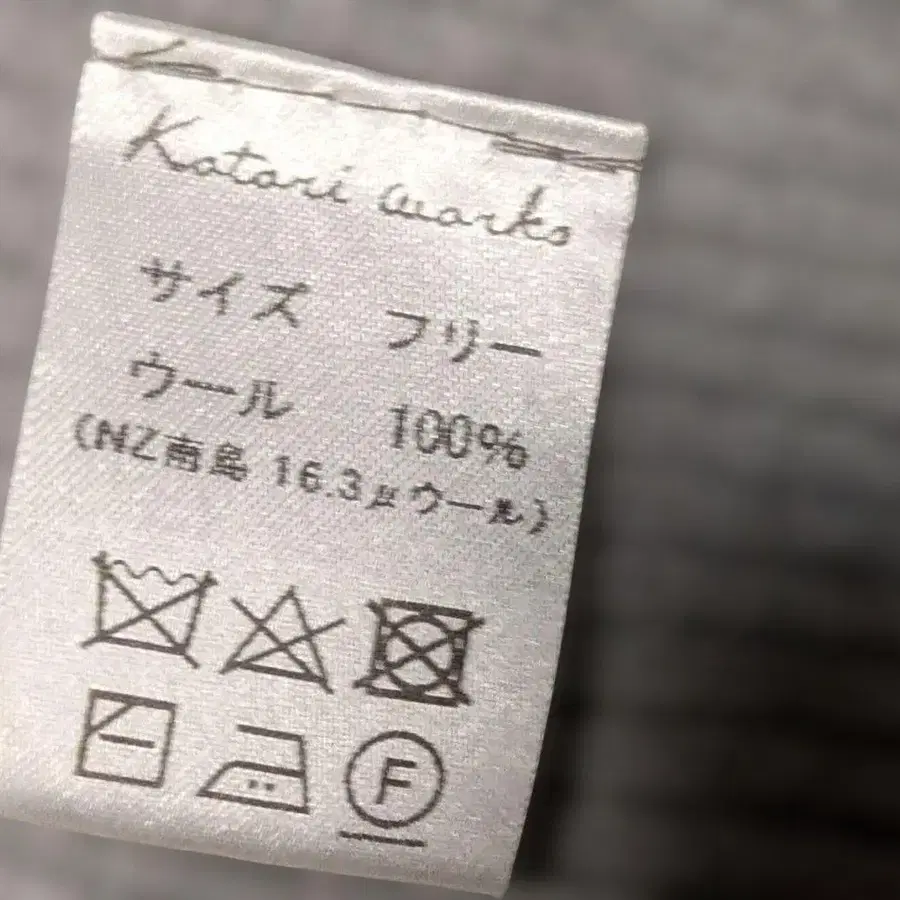 Katari works
サイズ フリー
ウール 100%
(NZ南島 16.3μウール)
F